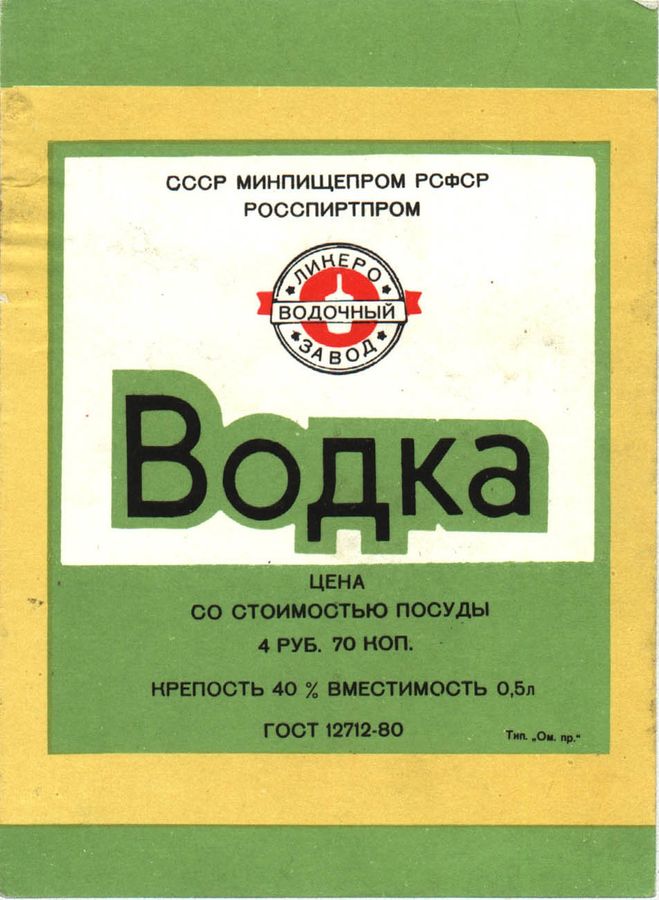 СССР МИНПИЩЕПРОМ РСФСР
РОССПИРТПРОМ
ЛИКЕРО
ВОДОЧНЫЙ
ЗАВОД
Водка
ЦЕНА
СО СТОИМОСТЬЮ ПОСУДЫ
4 РУБ. 70 КОП.
КРЕПОСТЬ 40 % ВМЕСТИМОСТЬ 0,5л
ГОСТ 12712-80
Тип. „Ом. пр.“